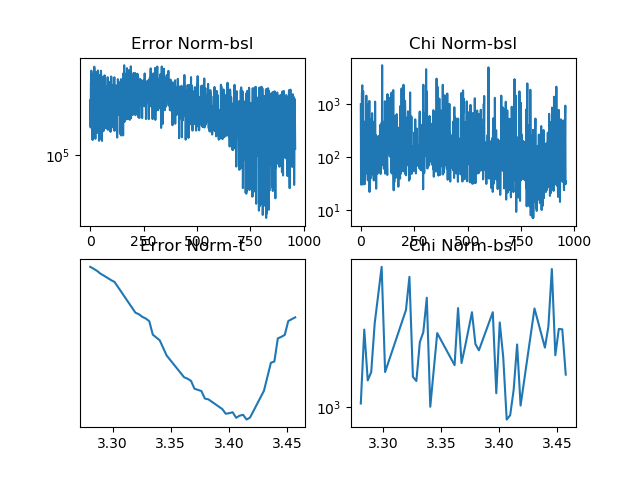 Error Norm-bsl
Chi Norm-bsl
10^5
10^3
10^2
10^1
0 250 500 750 1000
0 250 500 750 1000
Error Norm-t
Chi Norm-bsl
10^3
3.30 3.35 3.40 3.45
3.30 3.35 3.40 3.45